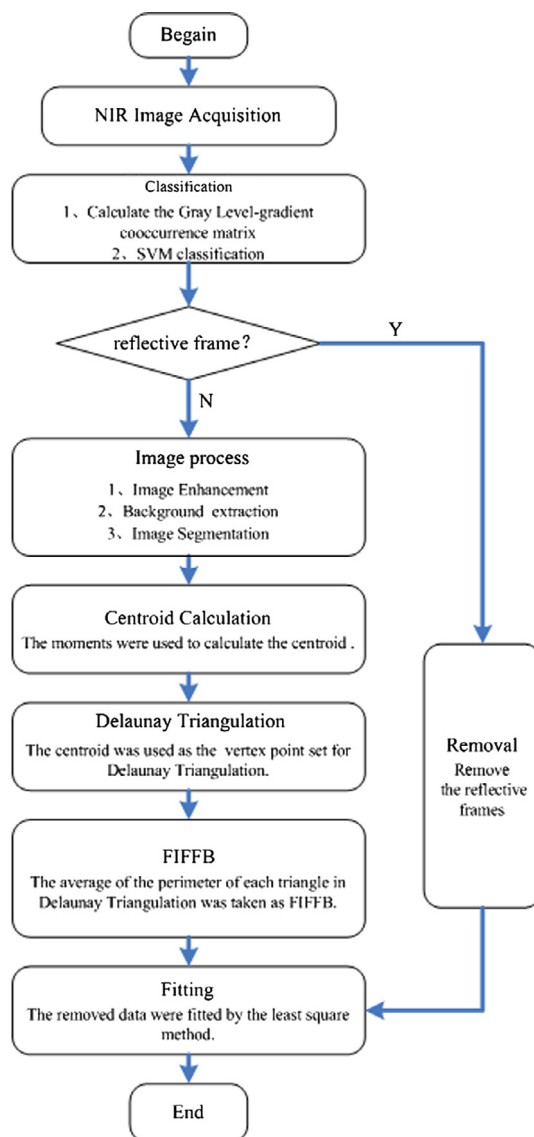 Begain
NIR Image Acquisition
Classification
1、Calculate the Gray Level-gradient
cooccurrence matrix
2、SVM classification
reflective frame?
Y
N
Image process
1、Image Enhancement
2、Background extraction
3、Image Segmentation
Centroid Calculation
The moments were used to calculate the centroid .
Delaunay Triangulation
The centroid was used as the vertex point set for
Delaunay Triangulation.
Removal
Remove
the reflective
frames
FIFFB
The average of the perimeter of each triangle in
Delaunay Triangulation was taken as FIFFB.
Fitting
The removed data were fitted by the least square
method.
End